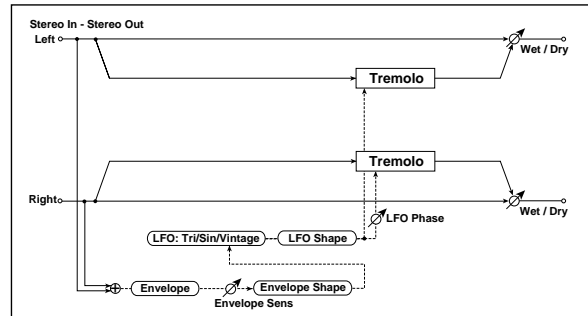 Stereo In - Stereo Out
Left
Wet / Dry
Tremolo
Tremolo
Right
Wet / Dry
LFO Phase
LFO: Tri/Sin/Vintage
LFO Shape
Envelope
Envelope Shape
Envelope Sens